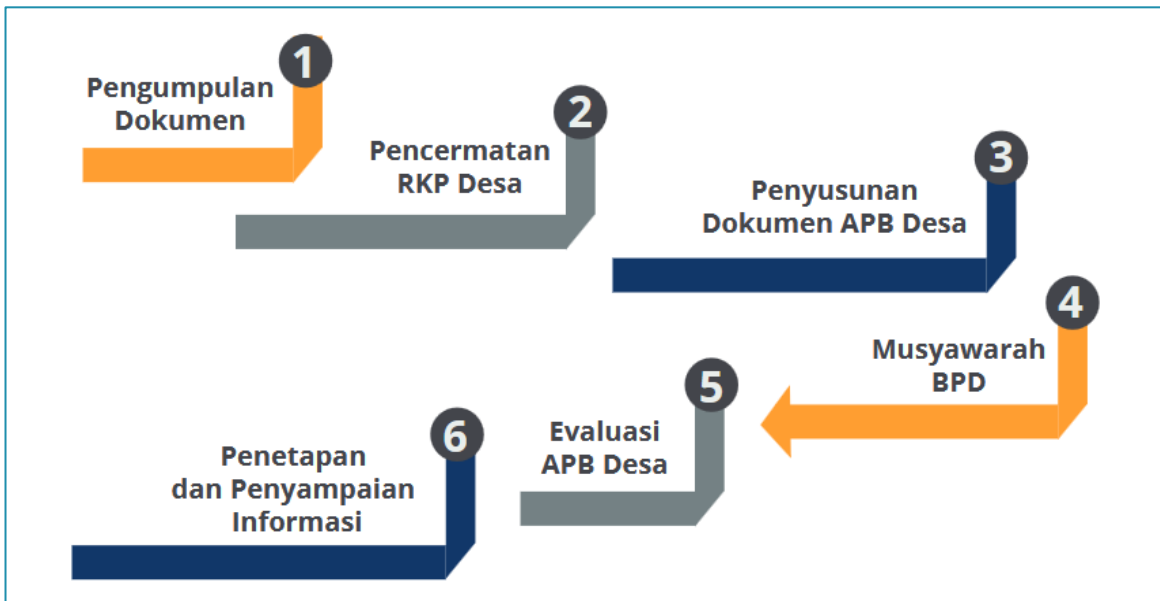 1
Pengumpulan
Dokumen
2
Pencermatan
RKP Desa
3
Penyusunan
Dokumen APB Desa
4
Musyawarah
BPD
5
Evaluasi
APB Desa
6
Penetapan
dan Penyampaian
Informasi